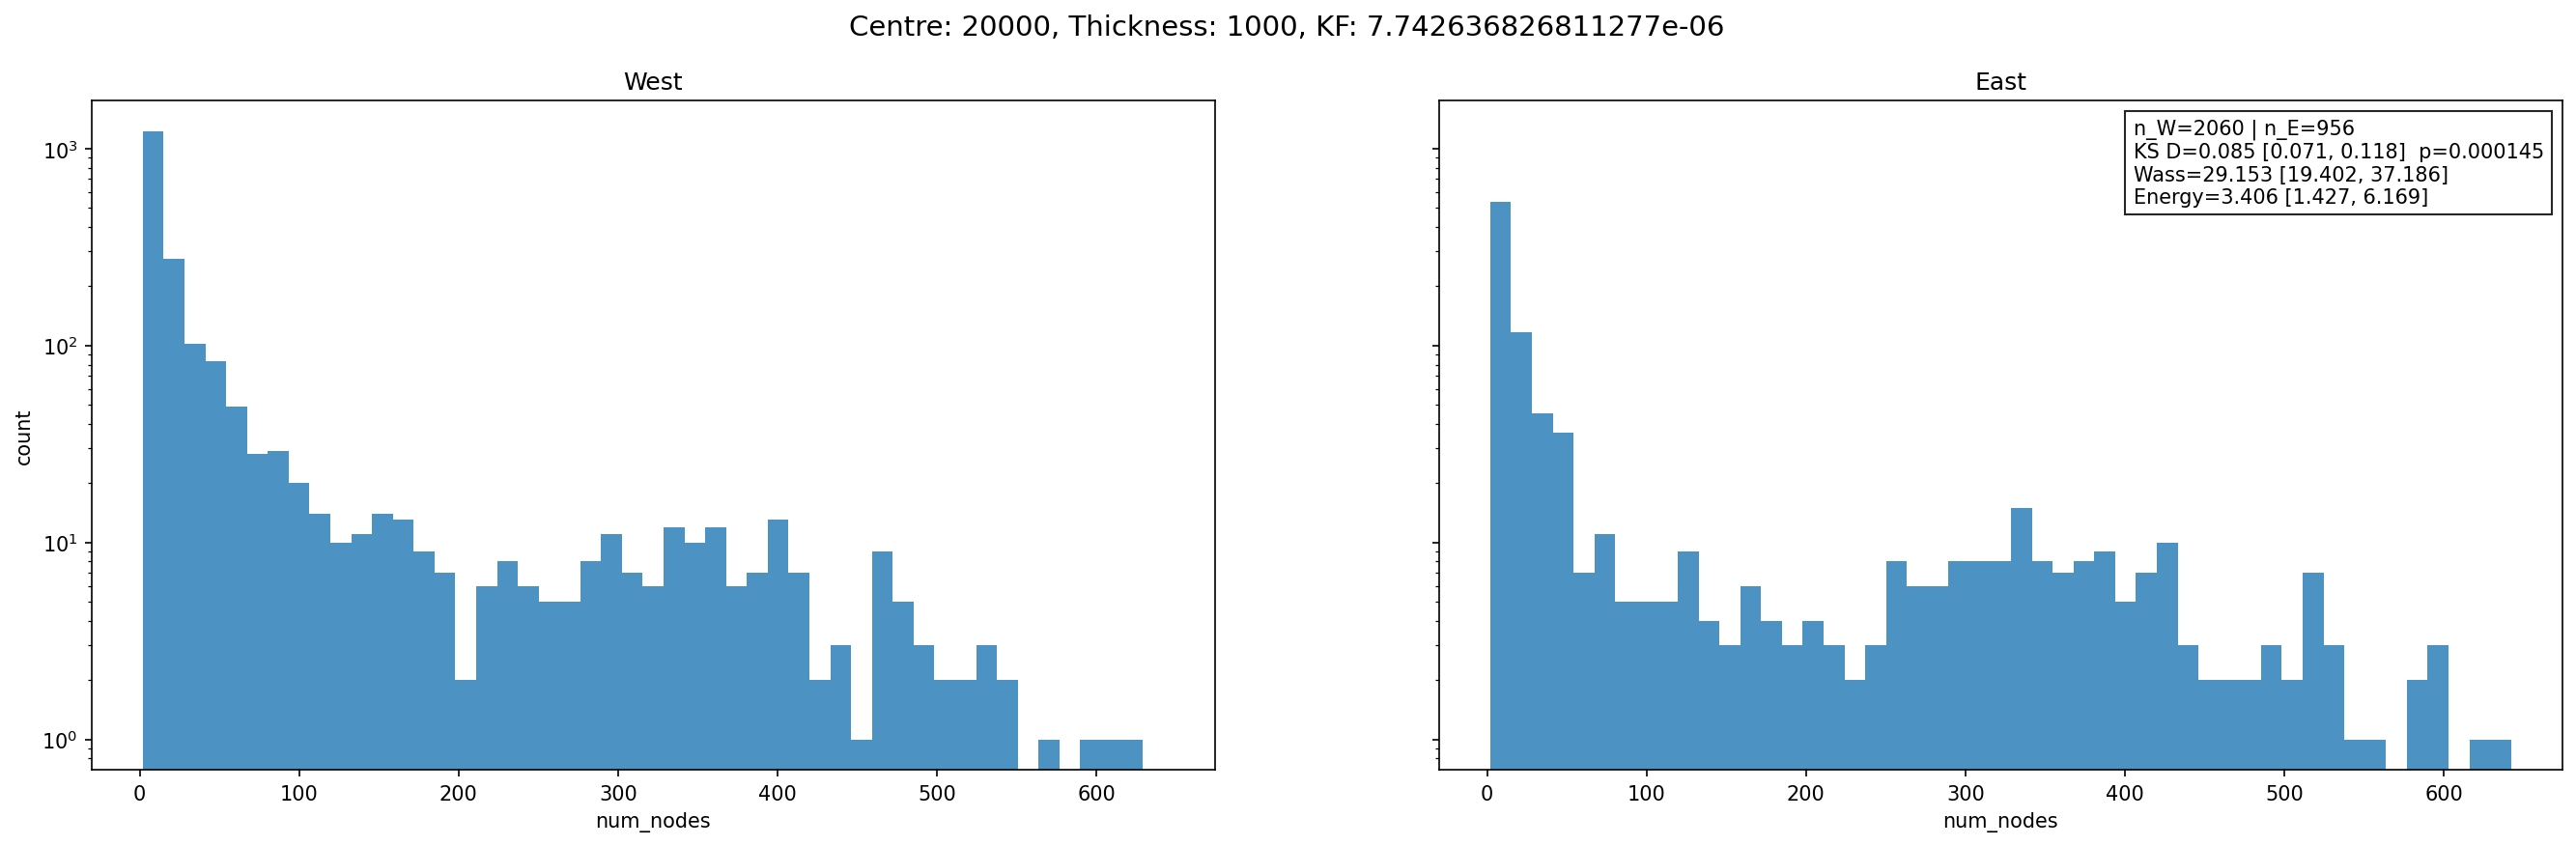 Centre: 20000, Thickness: 1000, KF: 7.742636826811277e-06
West
count
10³
10²
10¹
10⁰
0 100 200 300 400 500 600
num_nodes
East
n_W=2060 | n_E=956
KS D=0.085 [0.071, 0.118]  p=0.000145
Wass=29.153 [19.402, 37.186]
Energy=3.406 [1.427, 6.169]
0 100 200 300 400 500 600
num_nodes